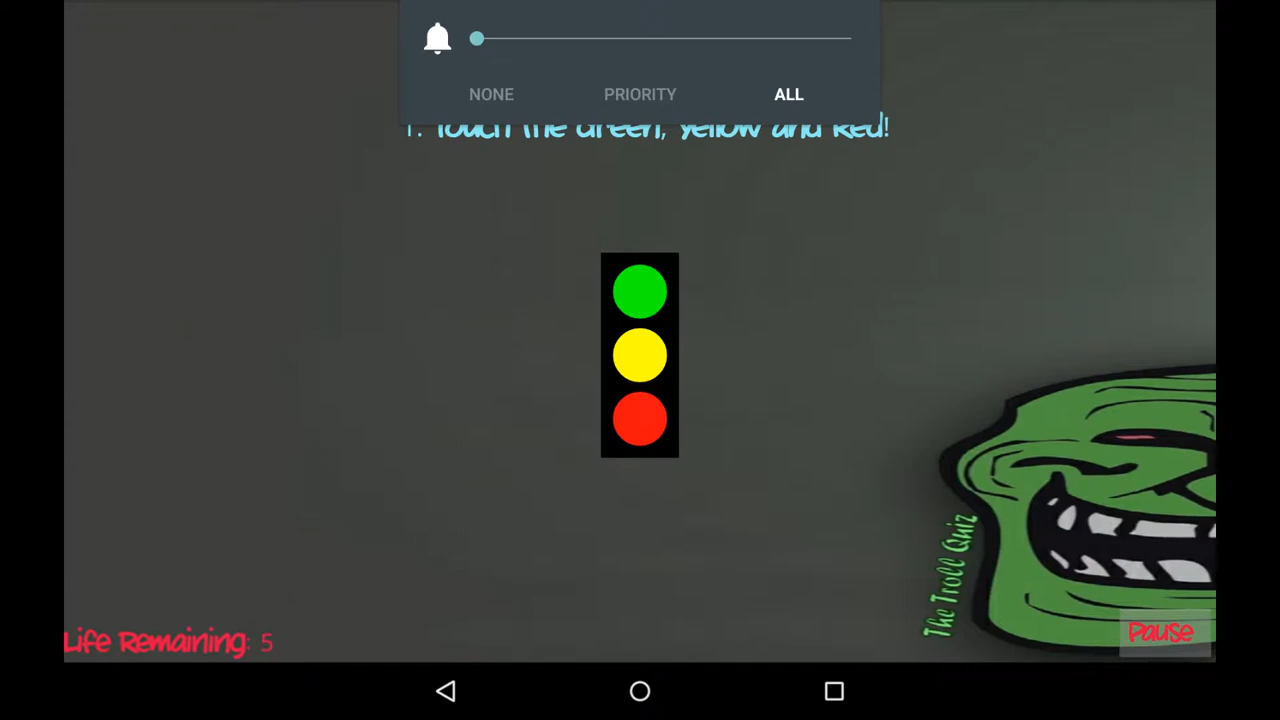 NONE PRIORITY ALL
1. Touch the Green, Yellow and Red!
The Troll Quiz
Life Remaining: 5
Pause